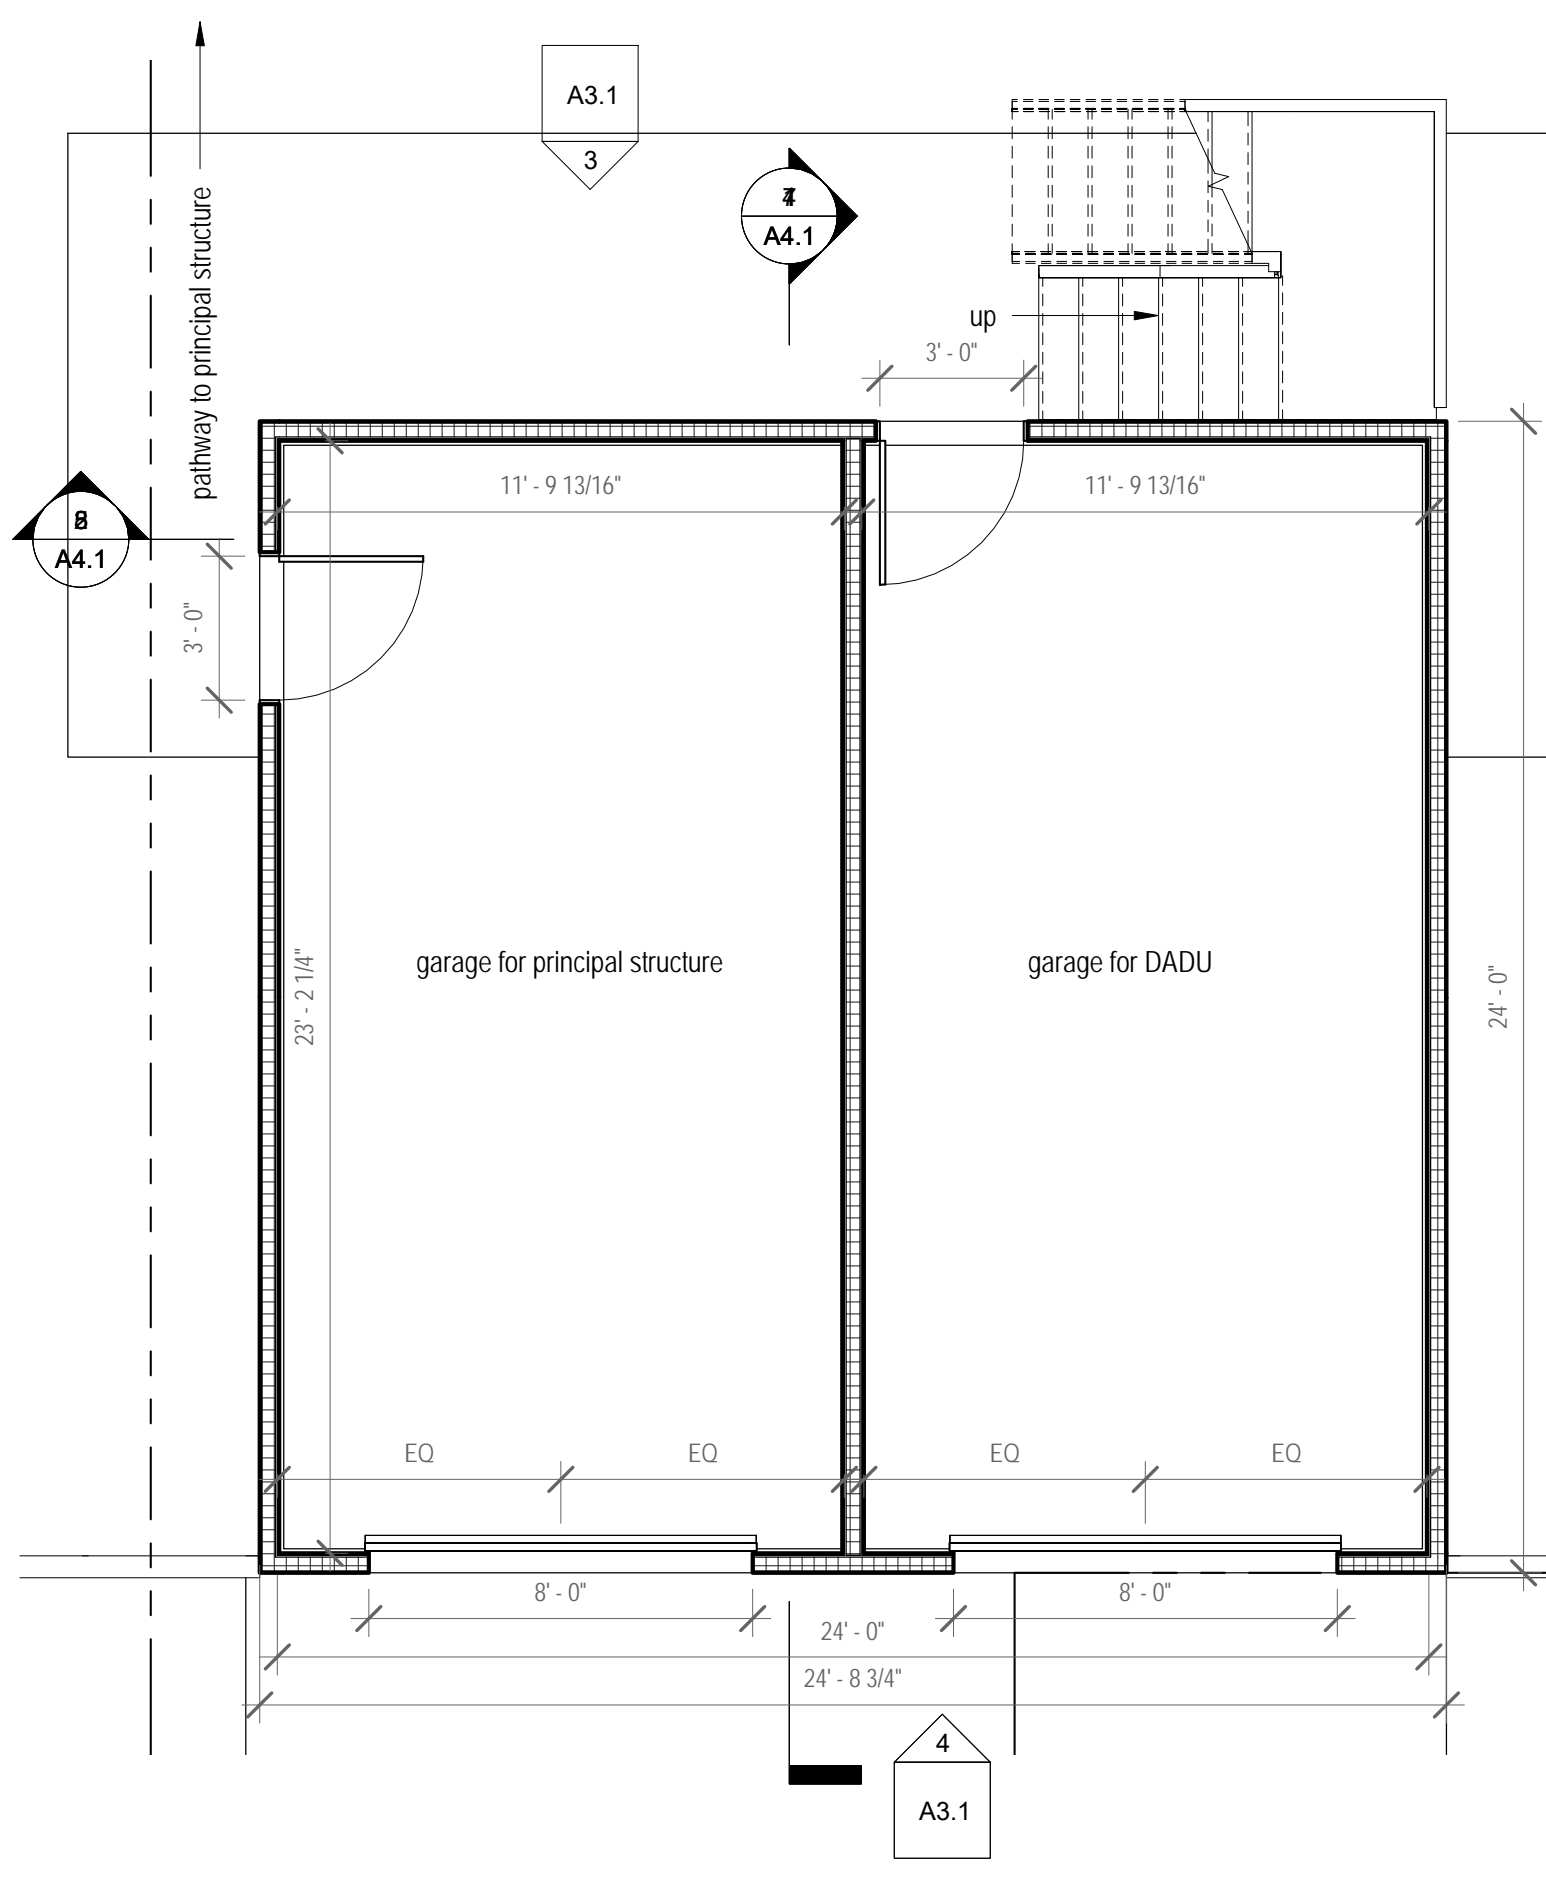 A3.1
3
A4.1
pathway to principal structure
up
3' - 0"
11' - 9 13/16"
11' - 9 13/16"
A4.1
3' - 0"
garage for principal structure
garage for DADU
23' - 2 1/4"
24' - 0"
EQ
EQ
EQ
EQ
8' - 0"
8' - 0"
24' - 0"
24' - 8 3/4"
4
A3.1